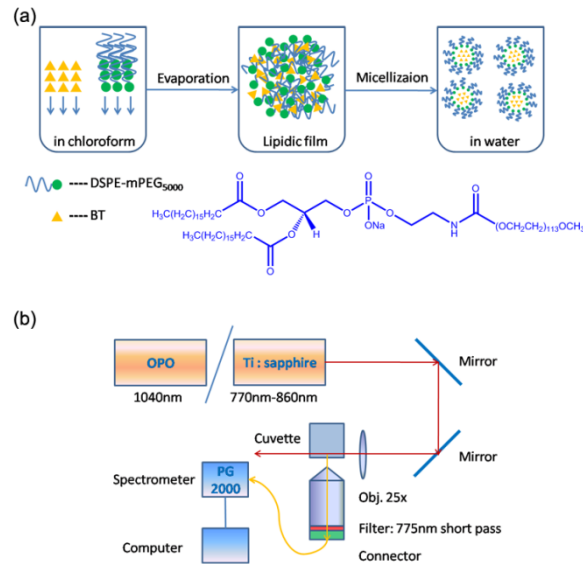 (a)
Evaporation
Micellizaion
in chloroform
Lipidic film
in water
---- DSPE-mPEG5000
---- BT
H3C(H2C)15H2C
O
O
O
O
P
O
ONa
O
N
H
O
(OCH2CH2)113OCH3
H3C(H2C)15H2C
O
H
O
(b)
OPO
Ti : sapphire
Mirror
1040nm
770nm-860nm
Cuvette
Mirror
Spectrometer
PG
2000
Obj. 25x
Filter: 775nm short pass
Computer
Connector